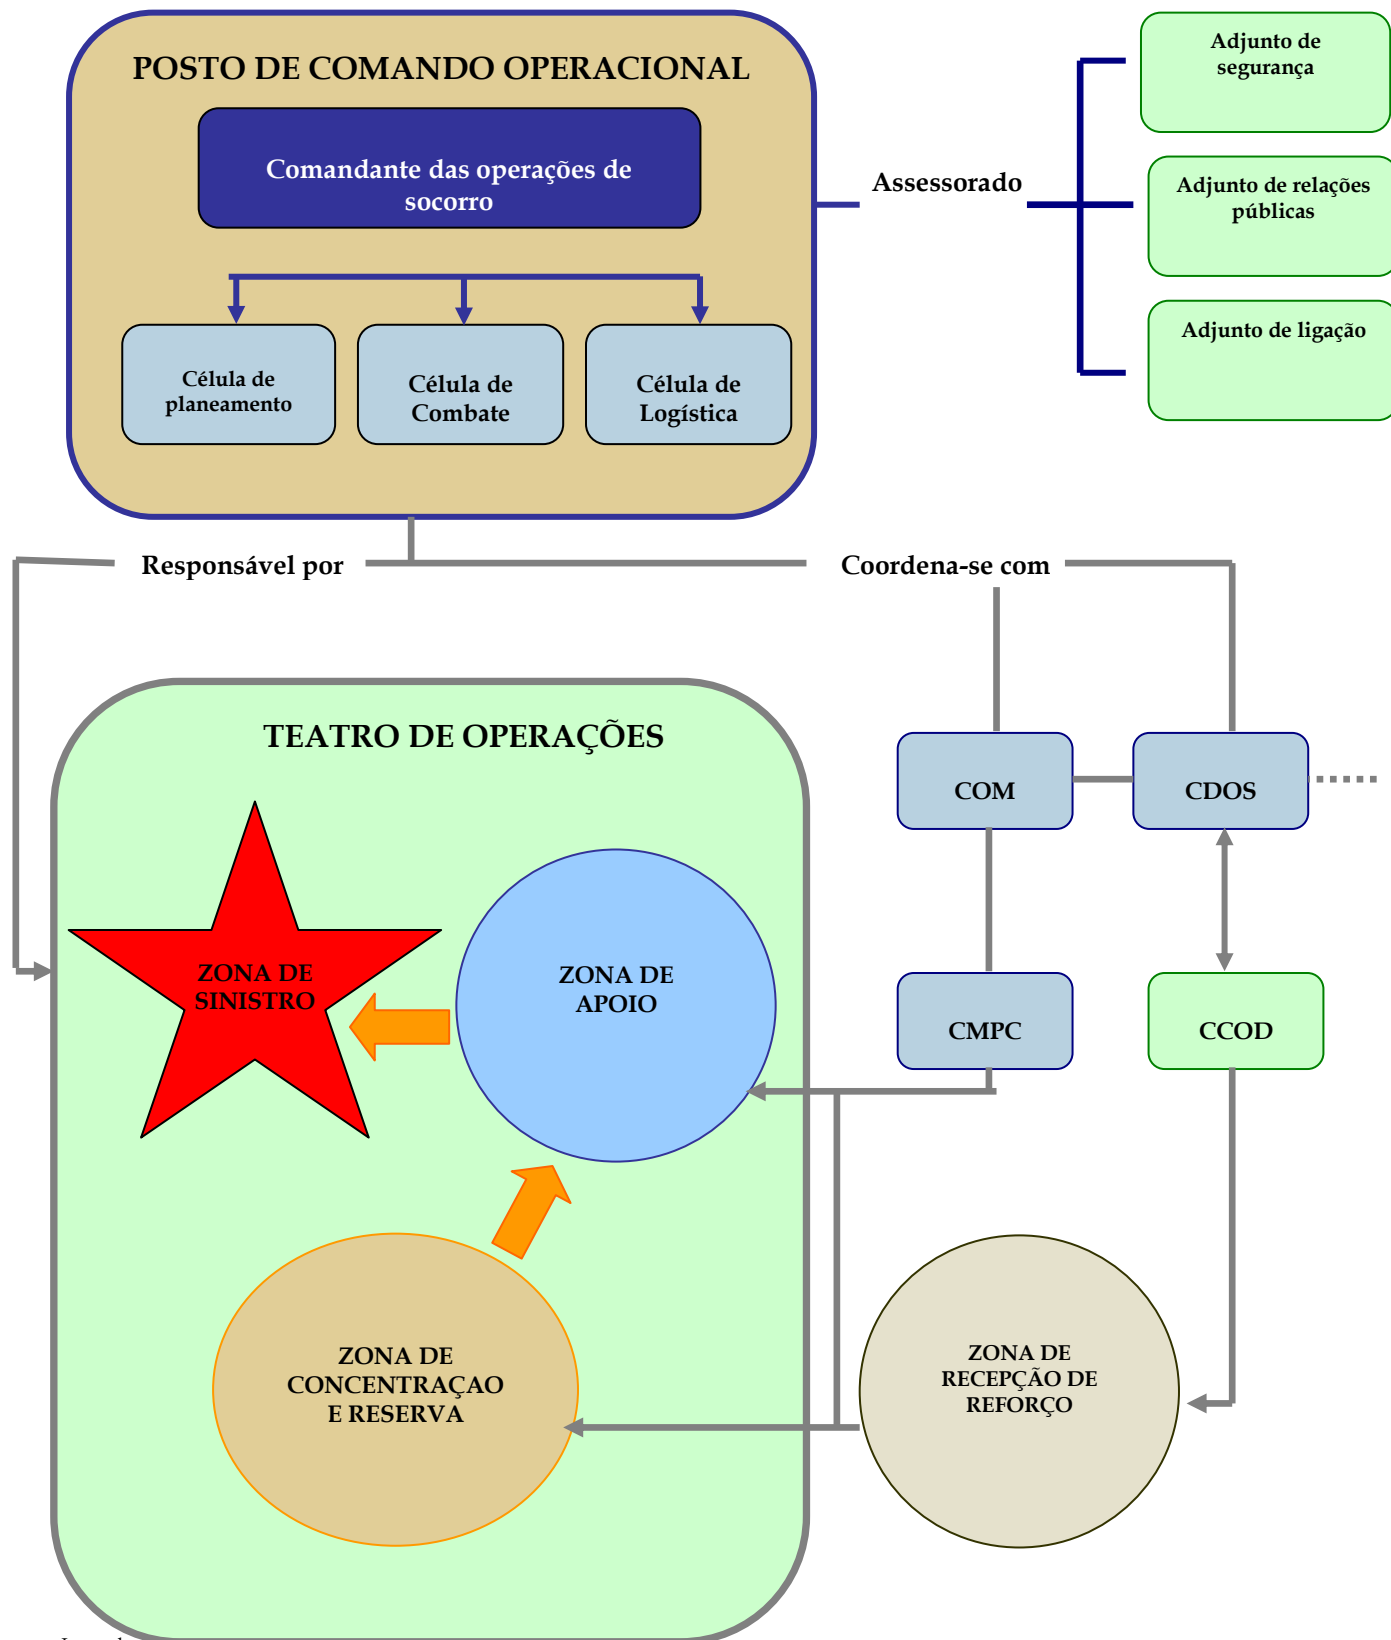 POSTO DE COMANDO OPERACIONAL
Comandante das operações de
socorro
Célula de
planeamento
Célula de
Combate
Célula de
Logística
Assessorado
Adjunto de
segurança
Adjunto de relações
públicas
Adjunto de ligação
Responsável por
Coordena-se com
TEATRO DE OPERAÇÕES
COM
CDOS
ZONA DE
SINISTRO
ZONA DE
APOIO
CMPC
CCOD
ZONA DE
CONCENTRAÇAO
E RESERVA
ZONA DE
RECEPÇÃO DE
REFORÇO